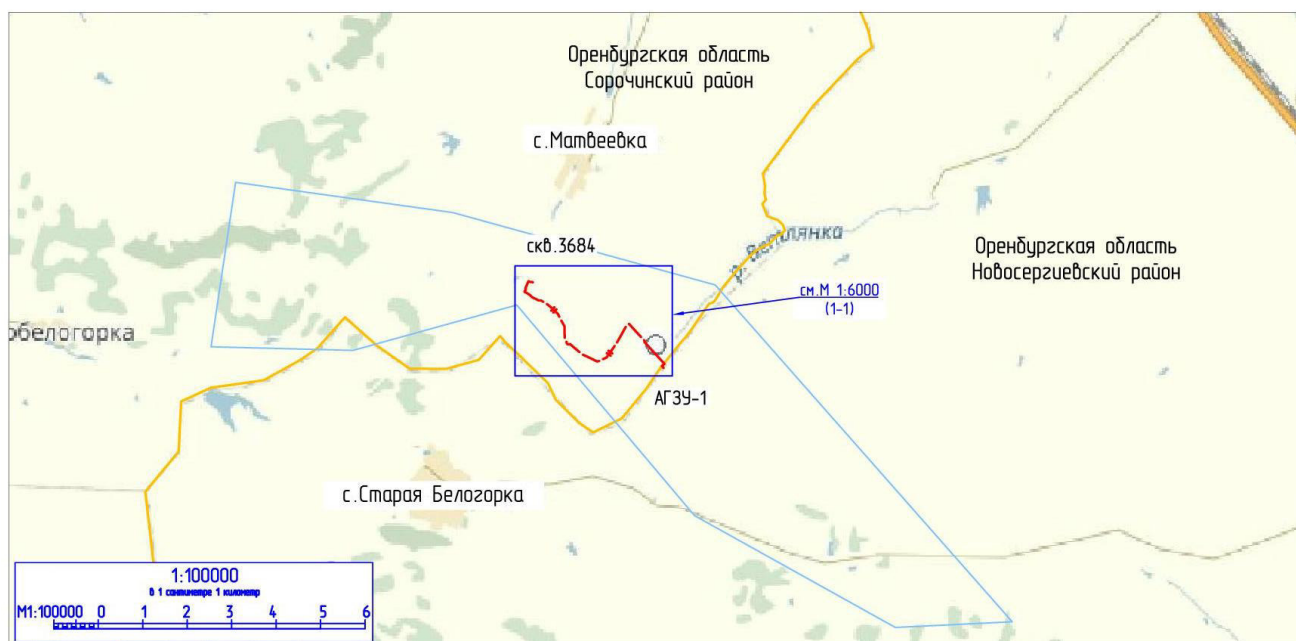 Оренбургская область
Сорочинский район
с.Матвеевка
скв.3684
Оренбургская область
Новосергиевский район
см.М 1:6000
(1-1)
обелогорка
АГЗУ-1
с.Старая Белогорка
1:100000
в 1 сантиметре 1 километр
М1:100000 0 1 2 3 4 5 6